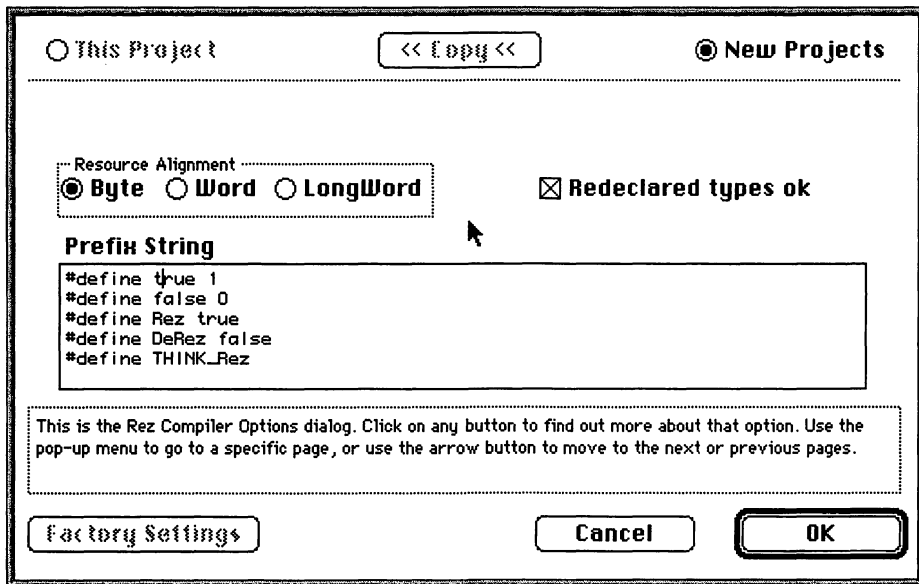 This Project << Copy << New Projects
Resource Alignment
Byte Word LongWord Redeclared types ok
Prefix String
#define true 1
#define false 0
#define Rez true
#define DeRez false
#define THINK_Rez
This is the Rez Compiler Options dialog. Click on any button to find out more about that option. Use the
pop-up menu to go to a specific page, or use the arrow button to move to the next or previous pages.
Factory Settings Cancel OK